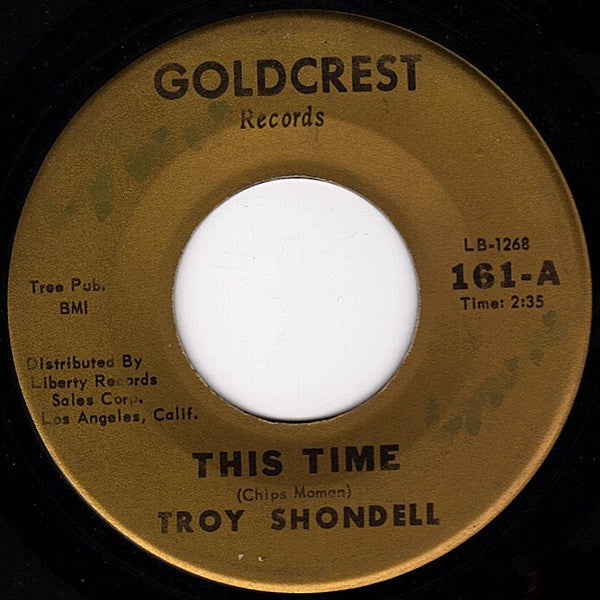 GOLDCREST
Records
LB-1268
161-A
Time: 2:35
Tree Pub.
BMI
Distributed By
Liberty Records
Sales Corp.
Los Angeles, Calif.
THIS TIME
(Chips Moman)
TROY SHONDELL